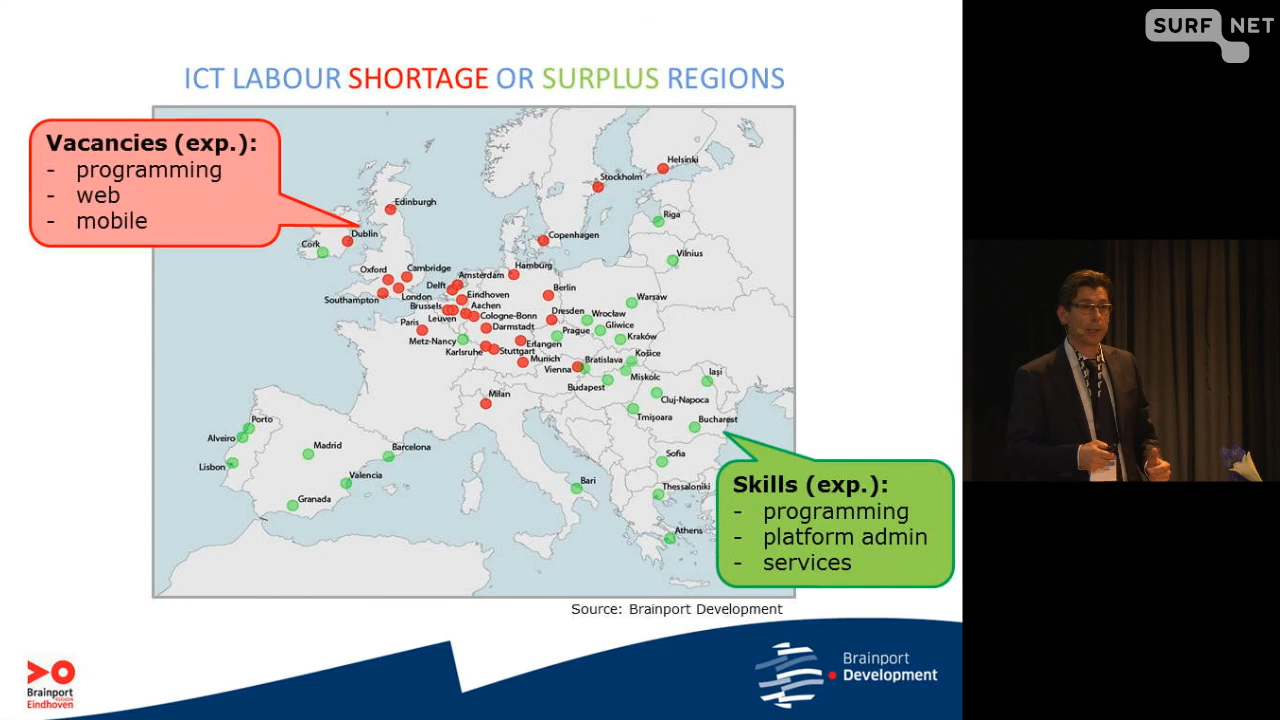 SURF NET
ICT LABOUR SHORTAGE OR SURPLUS REGIONS
Vacancies (exp.):
- programming
- web
- mobile
Helsinki
Stockholm
Edinburgh
Riga
Dublin
Copenhagen
Cork
Vilnius
Hamburg
Oxford
Cambridge
Amsterdam
Delft
Berlin
Southampton
London
Eindhoven
Warsaw
Brussels
Aachen
Leuven
Cologne-Bonn
Dresden
Wrocław
Paris
Darmstadt
Prague
Gliwice
Metz-Nancy
Erlangen
Kraków
Karlsruhe
Stuttgart
Munich
Bratislava
Košice
Vienna
Miskolc
Iaşi
Budapest
Milan
Cluj-Napoca
Tmişoara
Bucharest
Porto
Alveiro
Madrid
Barcelona
Lisbon
Valencia
Sofia
Bari
Granada
Thessaloniki
Athens
Skills (exp.):
- programming
- platform admin
- services
Source: Brainport Development
Brainport
REGION
Eindhoven
Brainport
Development